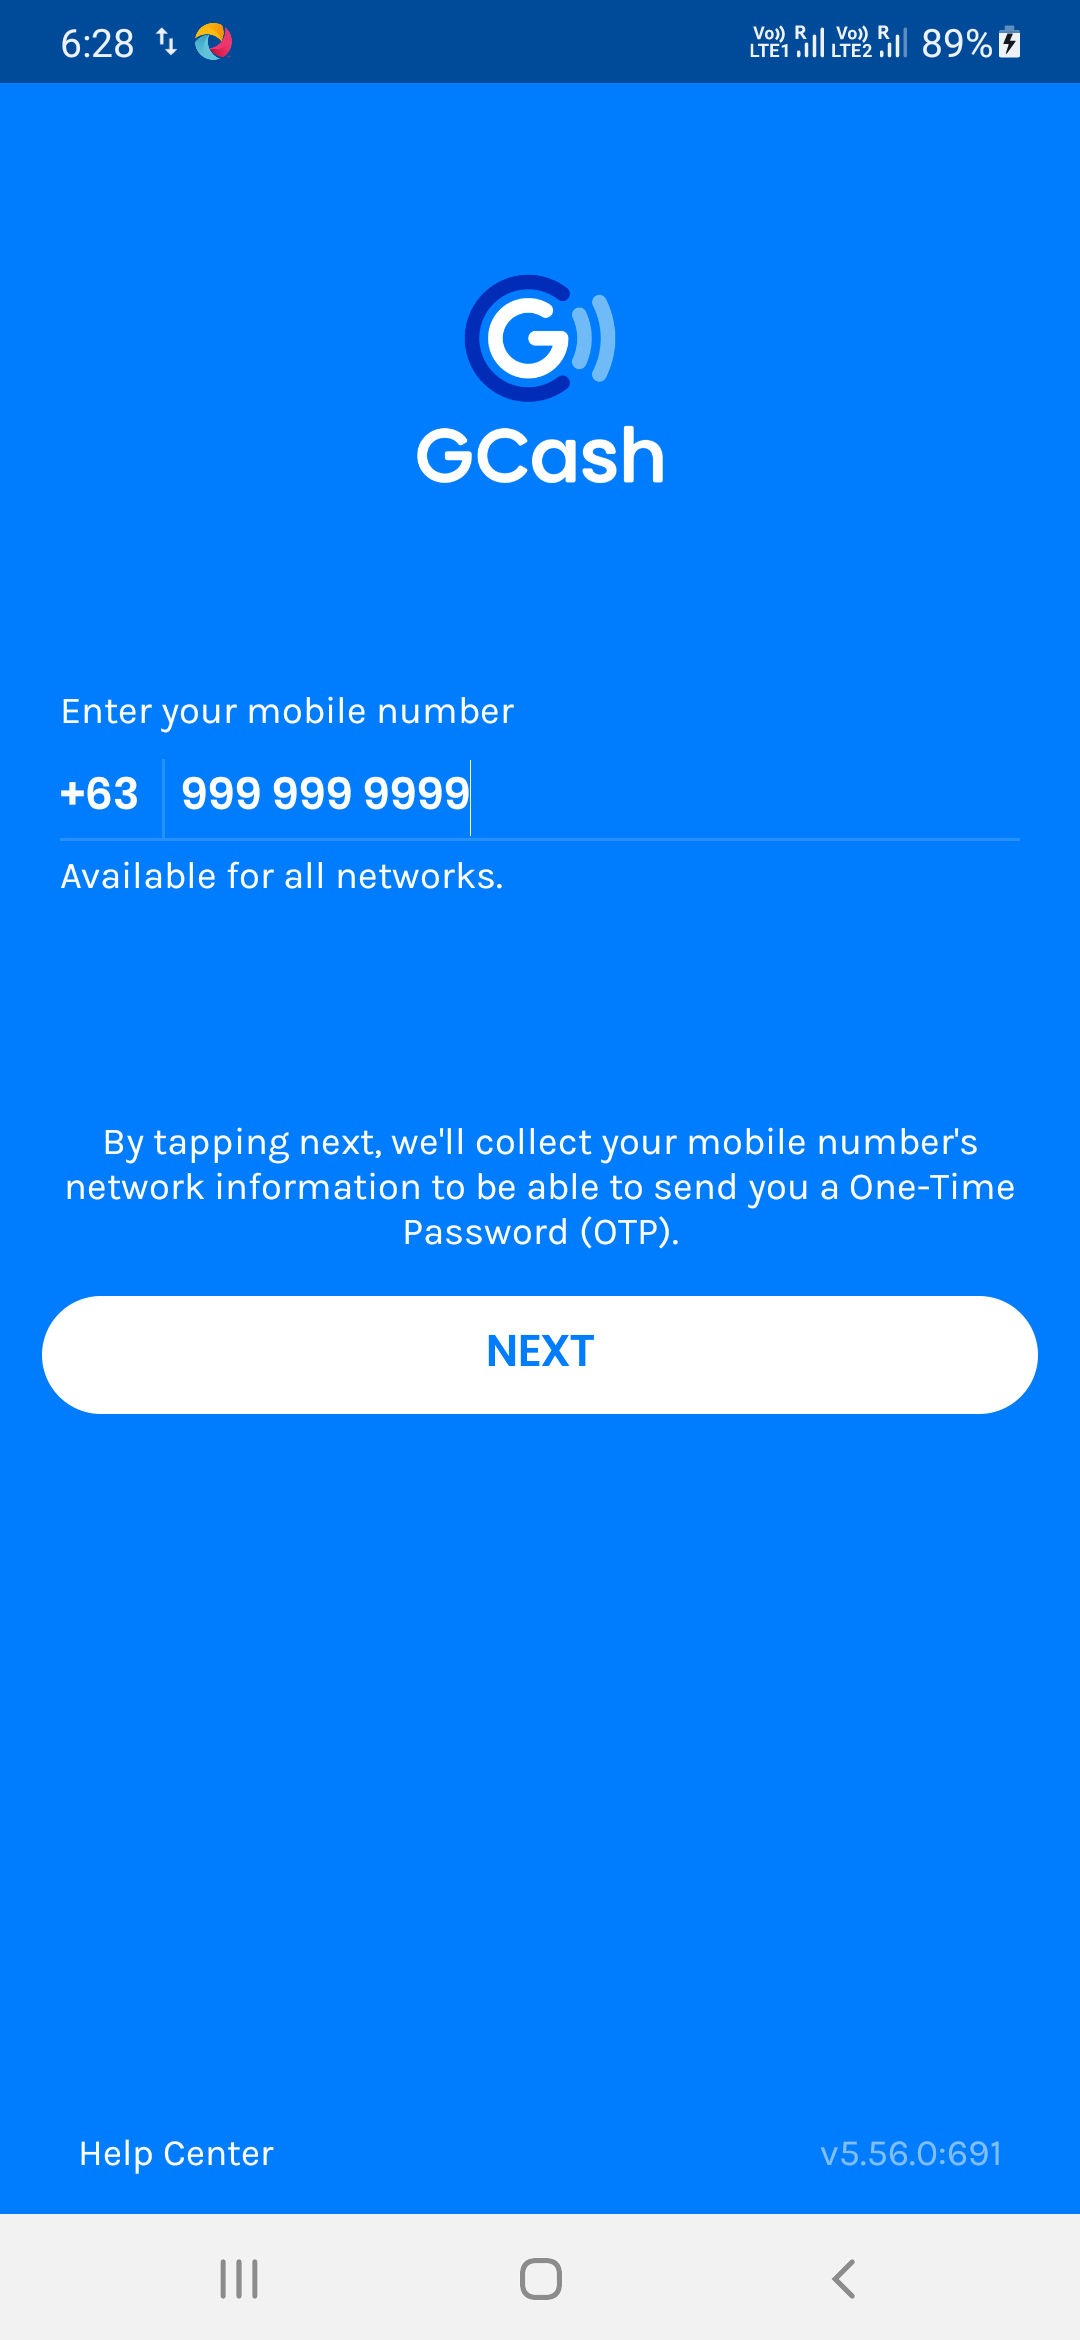 6:28
Vo)) R Vo)) R 89%
LTE1 LTE2
GCash
Enter your mobile number
+63 999 999 9999
Available for all networks.
By tapping next, we'll collect your mobile number's
network information to be able to send you a One-Time
Password (OTP).
NEXT
Help Center v5.56.0:691